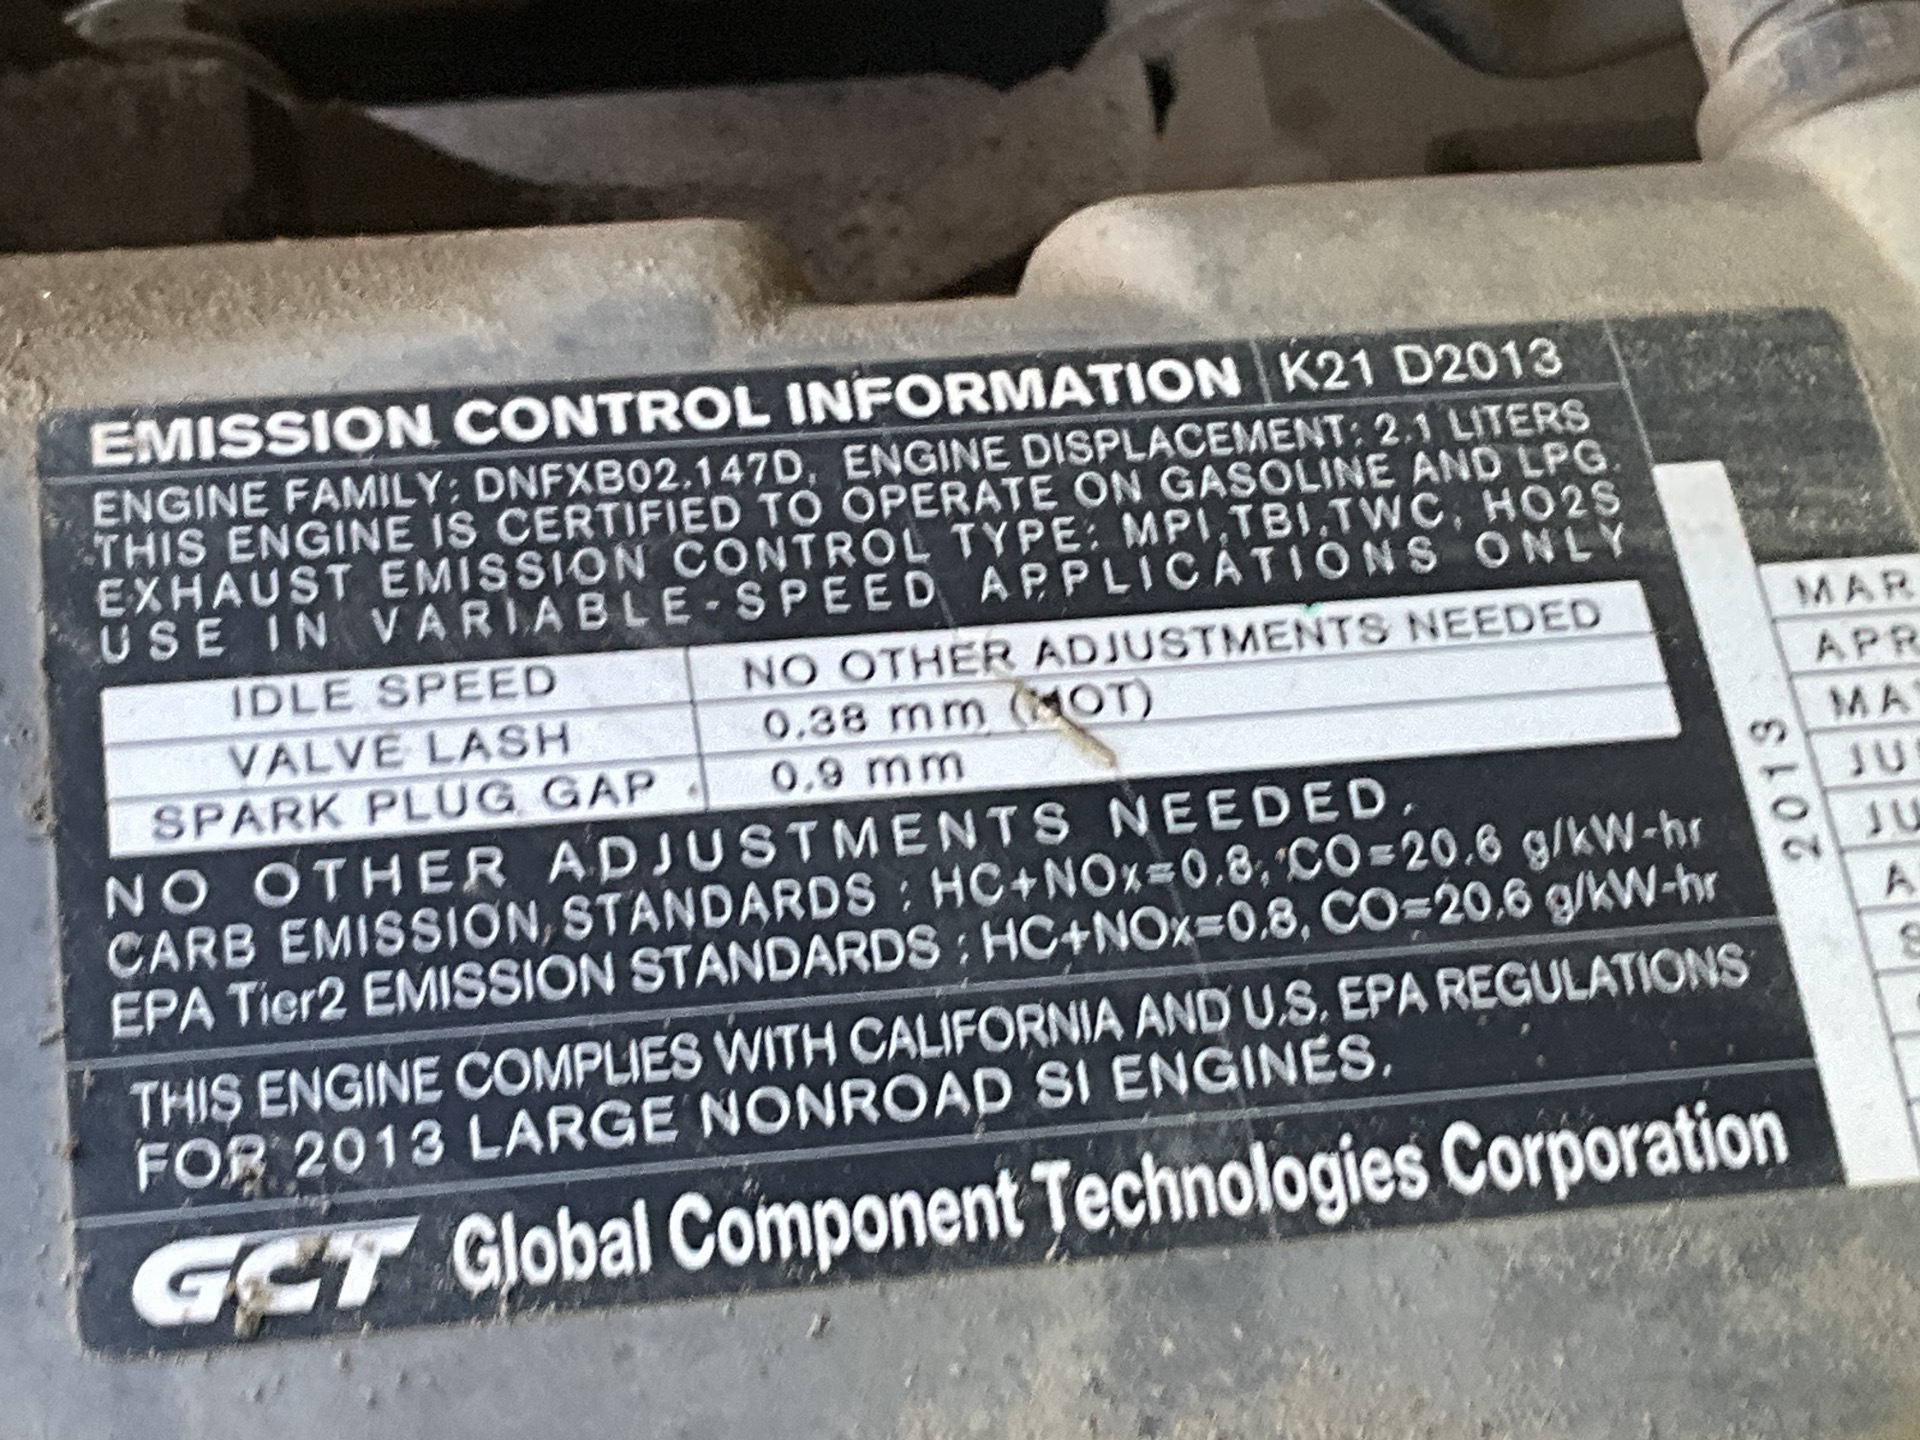 EMISSION CONTROL INFORMATION K21 D2013
ENGINE FAMILY: DNFXB02.147D, ENGINE DISPLACEMENT: 2.1 LITERS
THIS ENGINE IS CERTIFIED TO OPERATE ON GASOLINE AND LPG.
EXHAUST EMISSION CONTROL TYPE: MPI,TBI,TWC, HO2S
USE IN VARIABLE-SPEED APPLICATIONS ONLY
IDLE SPEED NO OTHER ADJUSTMENTS NEEDED
VALVE LASH 0.38 mm (HOT)
SPARK PLUG GAP 0.9 mm
NO OTHER ADJUSTMENTS NEEDED.
CARB EMISSION STANDARDS : HC+NOx=0.8, CO=20.6 g/kW-hr
EPA Tier2 EMISSION STANDARDS : HC+NOx=0.8, CO=20.6 g/kW-hr
THIS ENGINE COMPLIES WITH CALIFORNIA AND U.S. EPA REGULATIONS
FOR 2013 LARGE NONROAD SI ENGINES.
GCT Global Component Technologies Corporation
2013
MAR
APR
MA
JU
JU
A
S